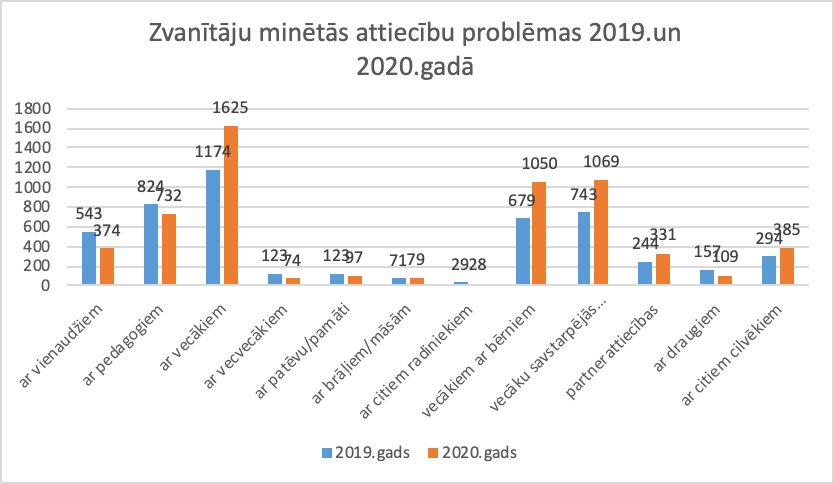 Zvanītāju minētās attiecību problēmas 2019.un
2020.gadā
1800
1600
1400
1200
1000
800
600
400
200
0
543
374
824
732
1174
1625
123
74
123
97
71
79
29
28
679
1050
743
1069
244
331
157
109
294
385
ar vienaudžiem
ar pedagogiem
ar vecākiem
ar vecvecākiem
ar patēvu/pamāti
ar brāļiem/māsām
ar citiem radiniekiem
vecākiem ar bērniem
vecāku savstarpējās...
partnerattiecības
ar draugiem
ar citiem cilvēkiem
2019.gads
2020.gads